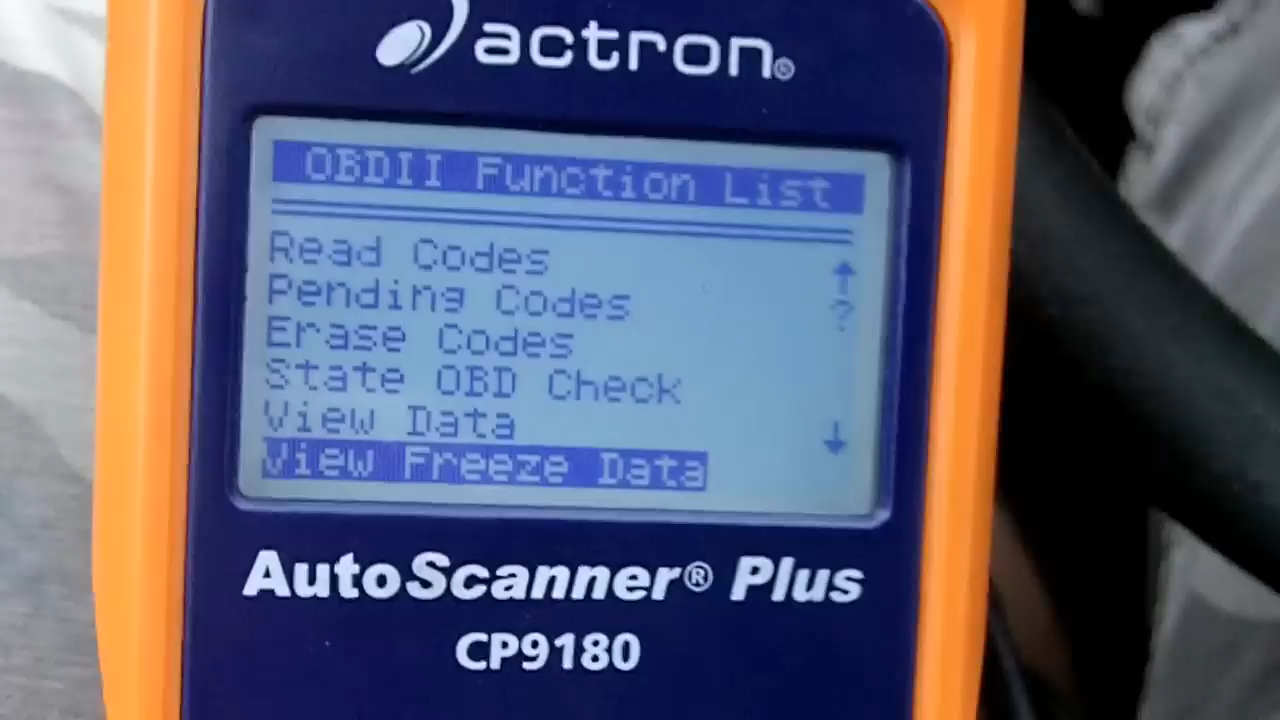 actron®
OBDII Function List
Read Codes
Pending Codes
Erase Codes
State OBD Check
View Data
View Freeze Data
?
AutoScanner® Plus
CP9180